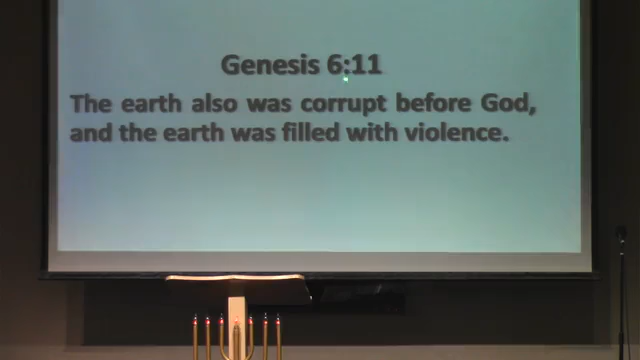 Genesis 6:11
The earth also was corrupt before God,
and the earth was filled with violence.